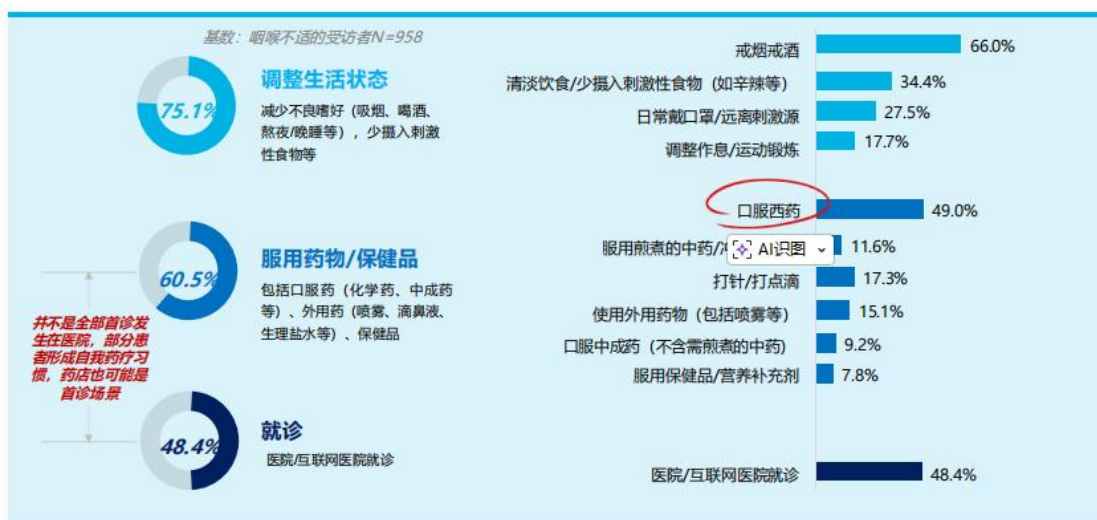 基数：咽喉不适的受访者N=958
75.1%
调整生活状态
减少不良嗜好（吸烟、喝酒、
熬夜/晚睡等），少摄入刺激
性食物等
戒烟戒酒 66.0%
清淡饮食/少摄入刺激性食物（如辛辣等） 34.4%
日常戴口罩/远离刺激源 27.5%
调整作息/运动锻炼 17.7%
60.5%
服用药物/保健品
包括口服药（化学药、中成药
等）、外用药（喷雾、滴鼻液、
生理盐水等）、保健品
口服西药 49.0%
服用煎煮的中药/ AI识图 11.6%
打针/打点滴 17.3%
使用外用药物（包括喷雾等） 15.1%
口服中成药（不含需煎煮的中药） 9.2%
服用保健品/营养补充剂 7.8%
并不是全部首诊发
生在医院，部分患
者形成自我药疗习
惯，药店也可能是
首诊场景
48.4%
就诊
医院/互联网医院就诊
医院/互联网医院就诊 48.4%